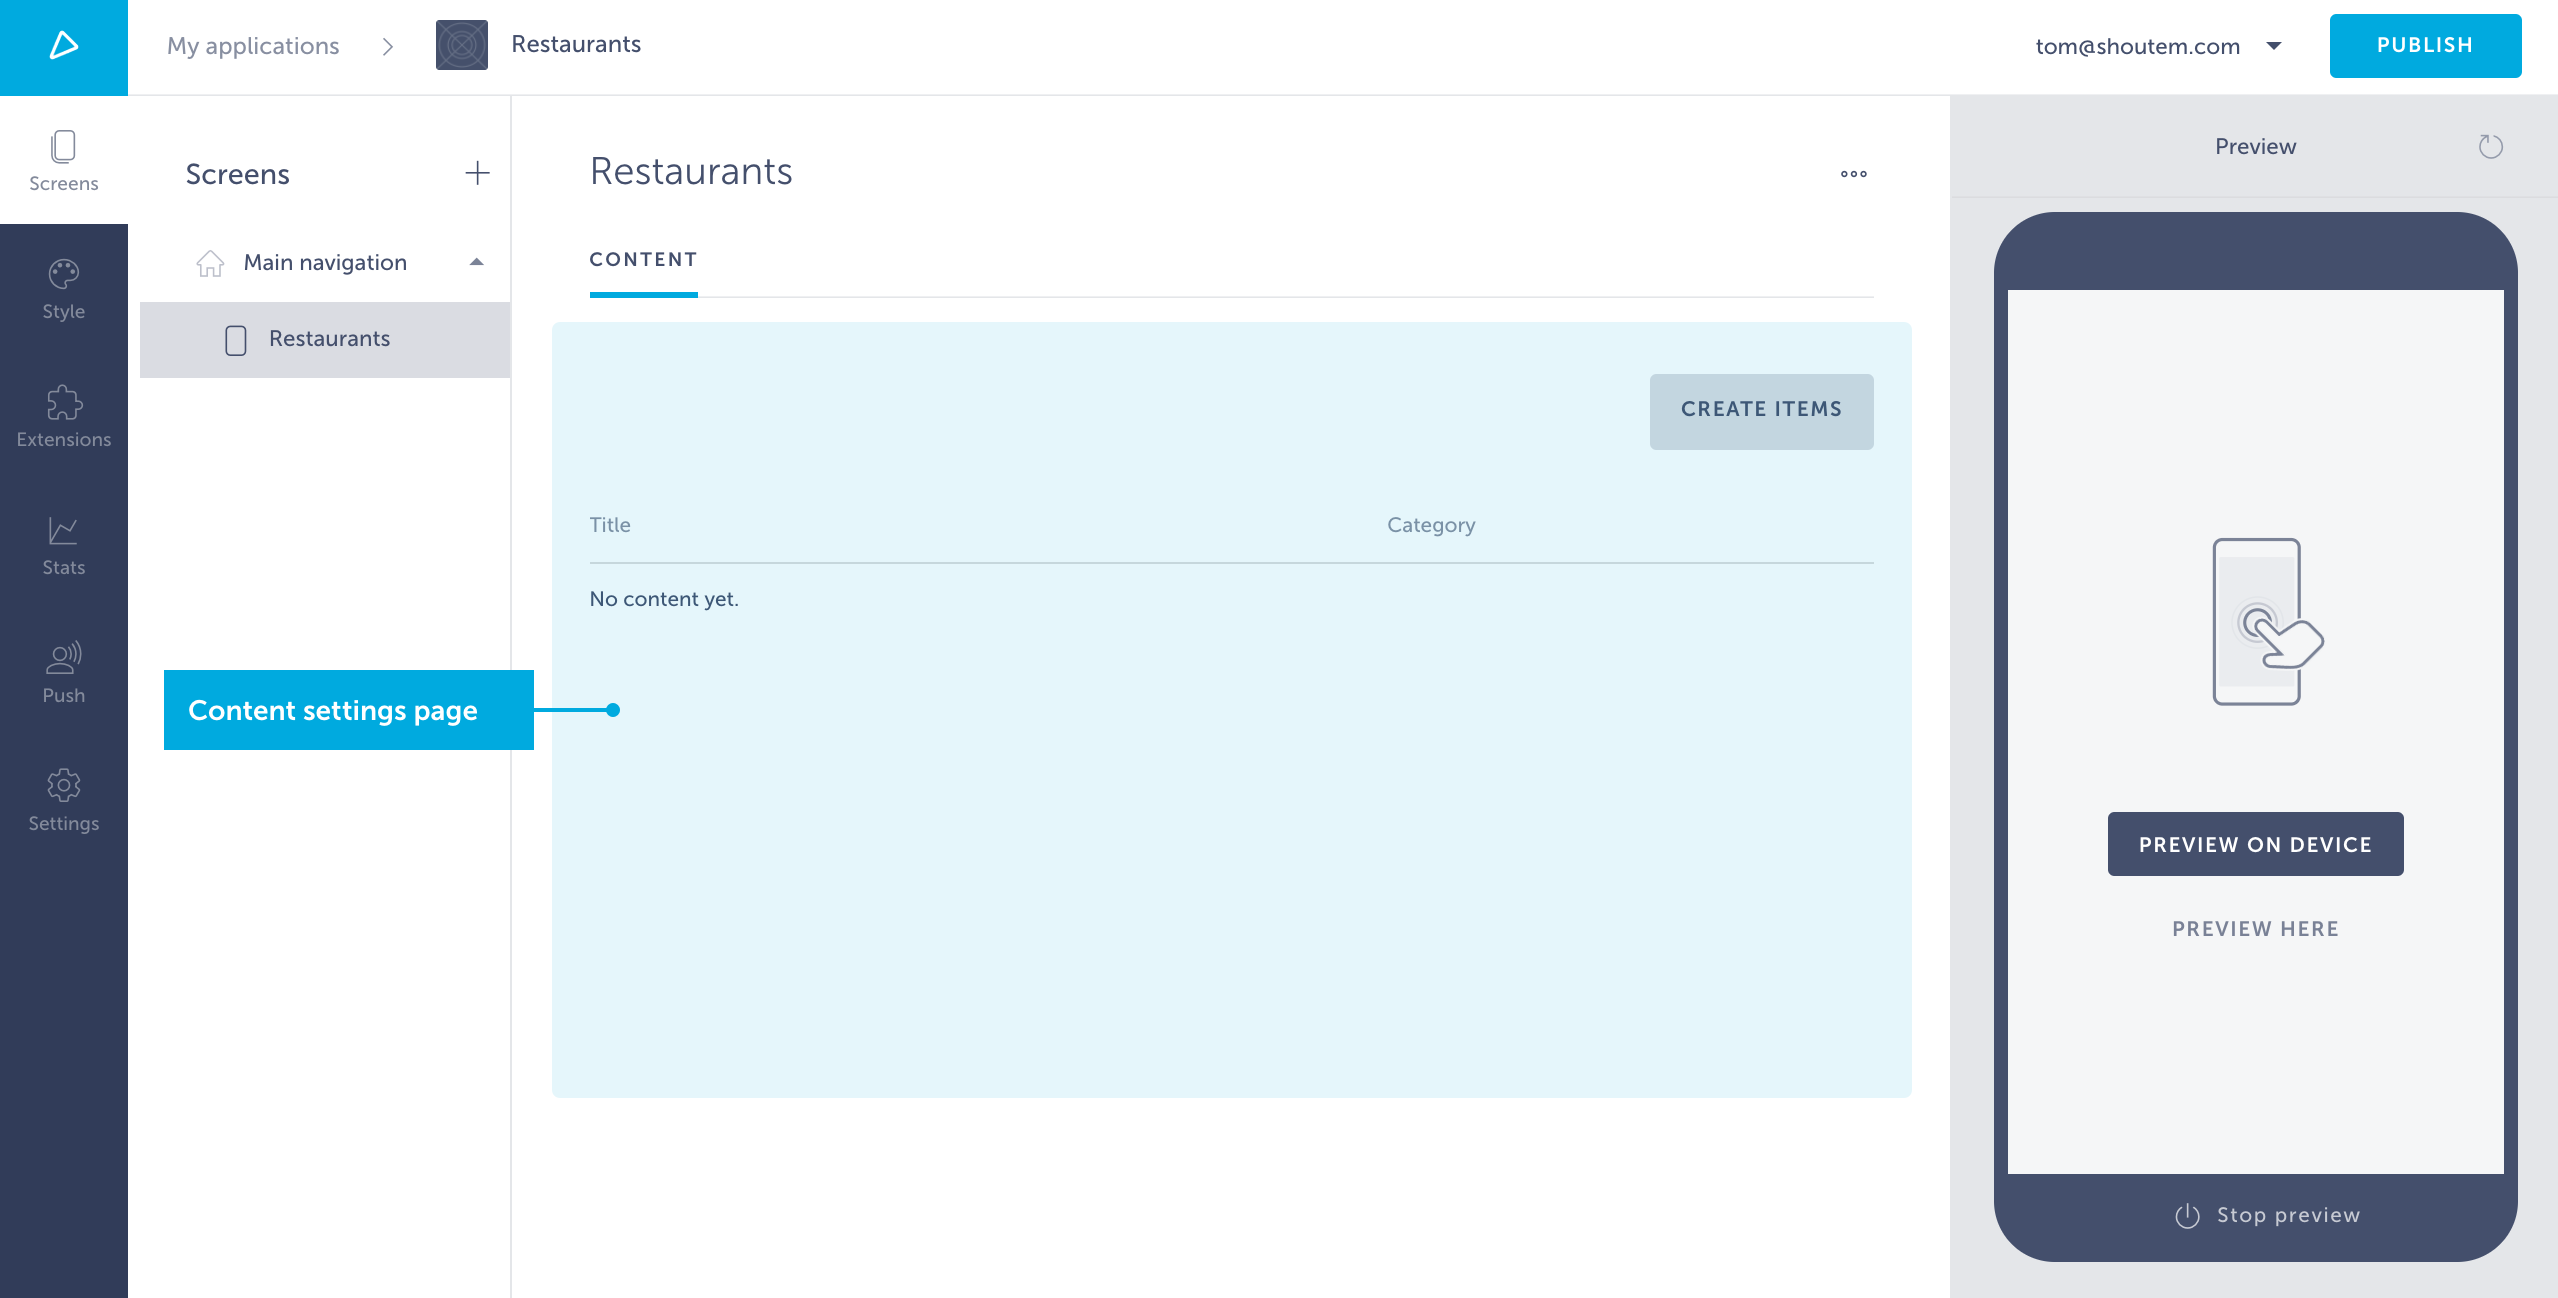 My applications
Restaurants
tom@shoutem.com
PUBLISH
Screens
Style
Extensions
Stats
Push
Settings
Screens
Main navigation
Restaurants
Restaurants
CONTENT
CREATE ITEMS
Title Category
No content yet.
Content settings page
Preview
PREVIEW ON DEVICE
PREVIEW HERE
Stop preview